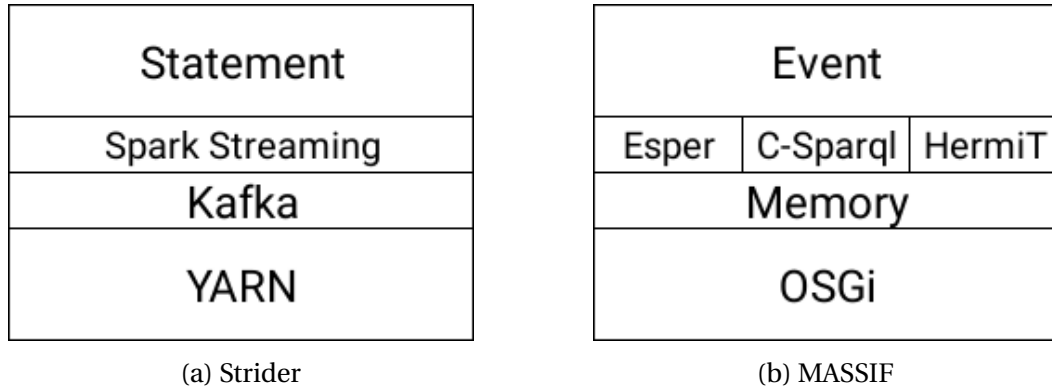 Statement
Spark Streaming
Kafka
YARN
(a) Strider
Event
Esper C-Sparql HermiT
Memory
OSGi
(b) MASSIF